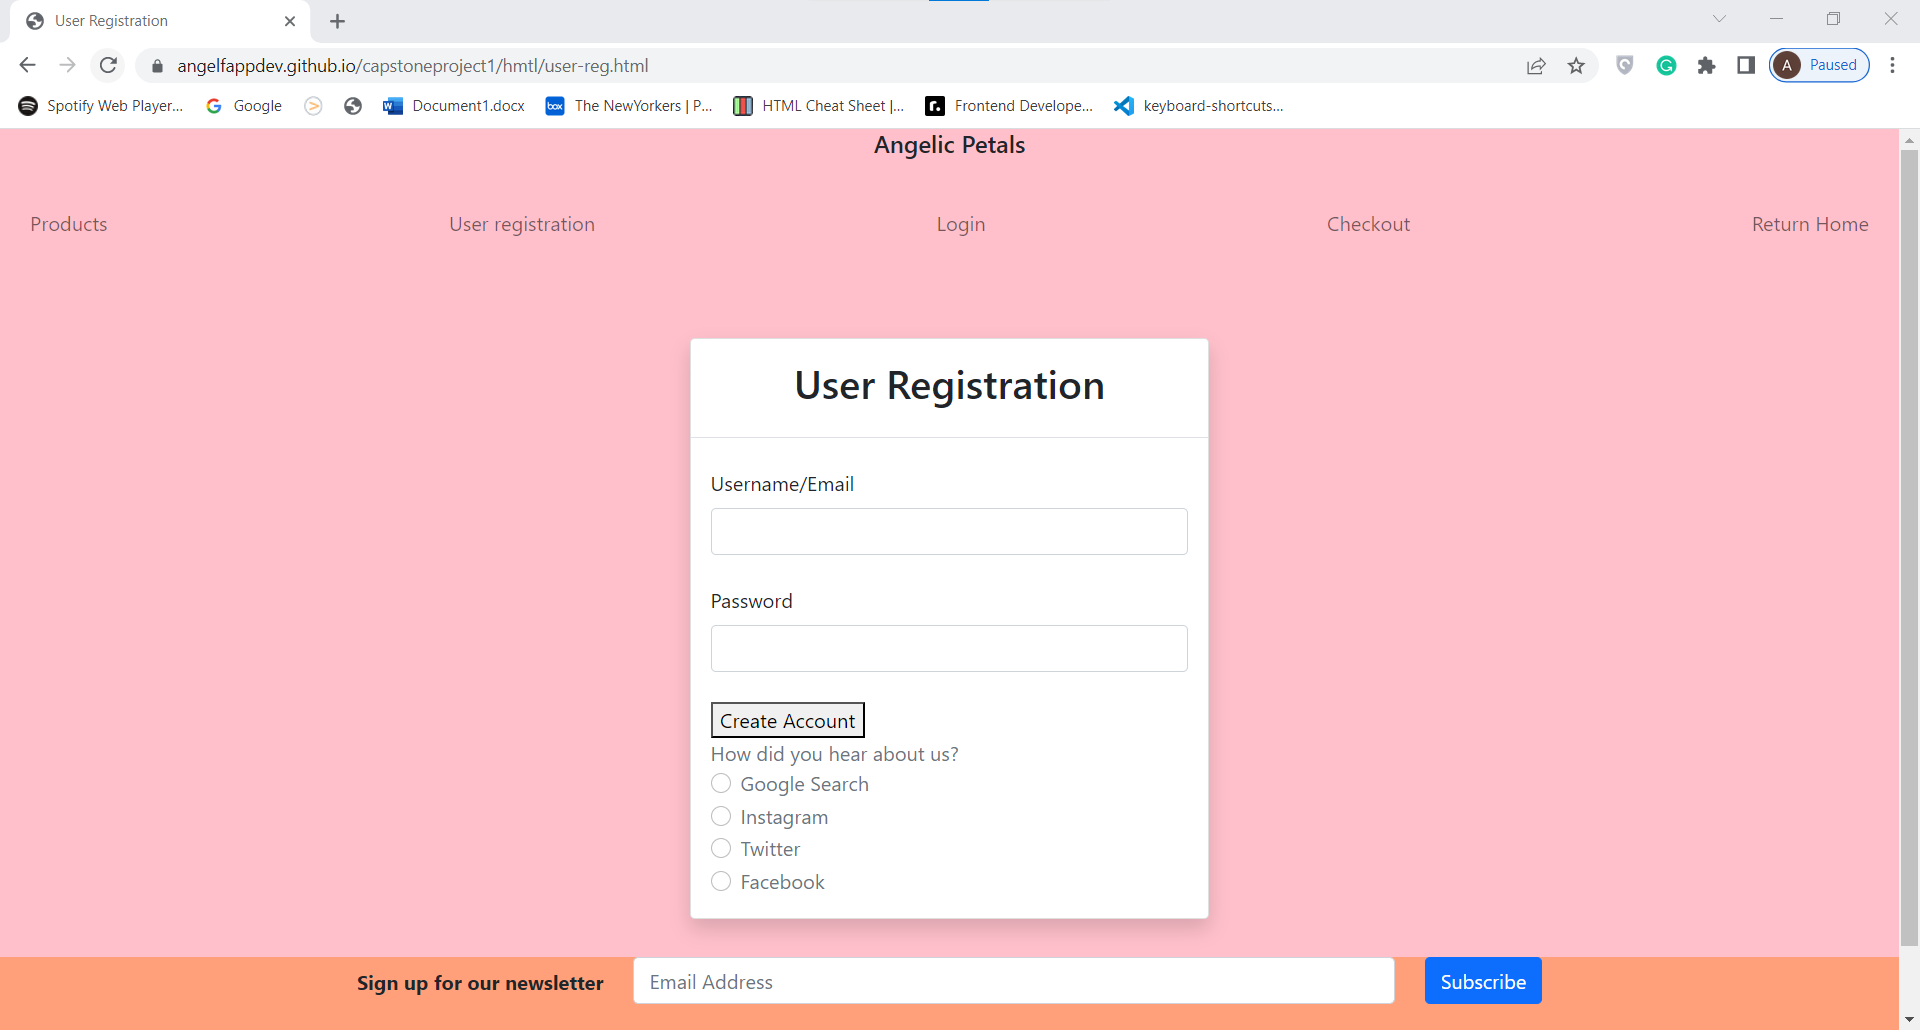 User Registration
angelfappdev.github.io/capstoneproject1/hmtl/user-reg.html
A Paused
Spotify Web Player... Google Document1.docx box The NewYorkers | P... HTML Cheat Sheet |... r. Frontend Develope... keyboard-shortcuts...
Angelic Petals
Products User registration Login Checkout Return Home
User Registration
Username/Email
Password
Create Account
How did you hear about us?
Google Search
Instagram
Twitter
Facebook
Sign up for our newsletter Email Address Subscribe